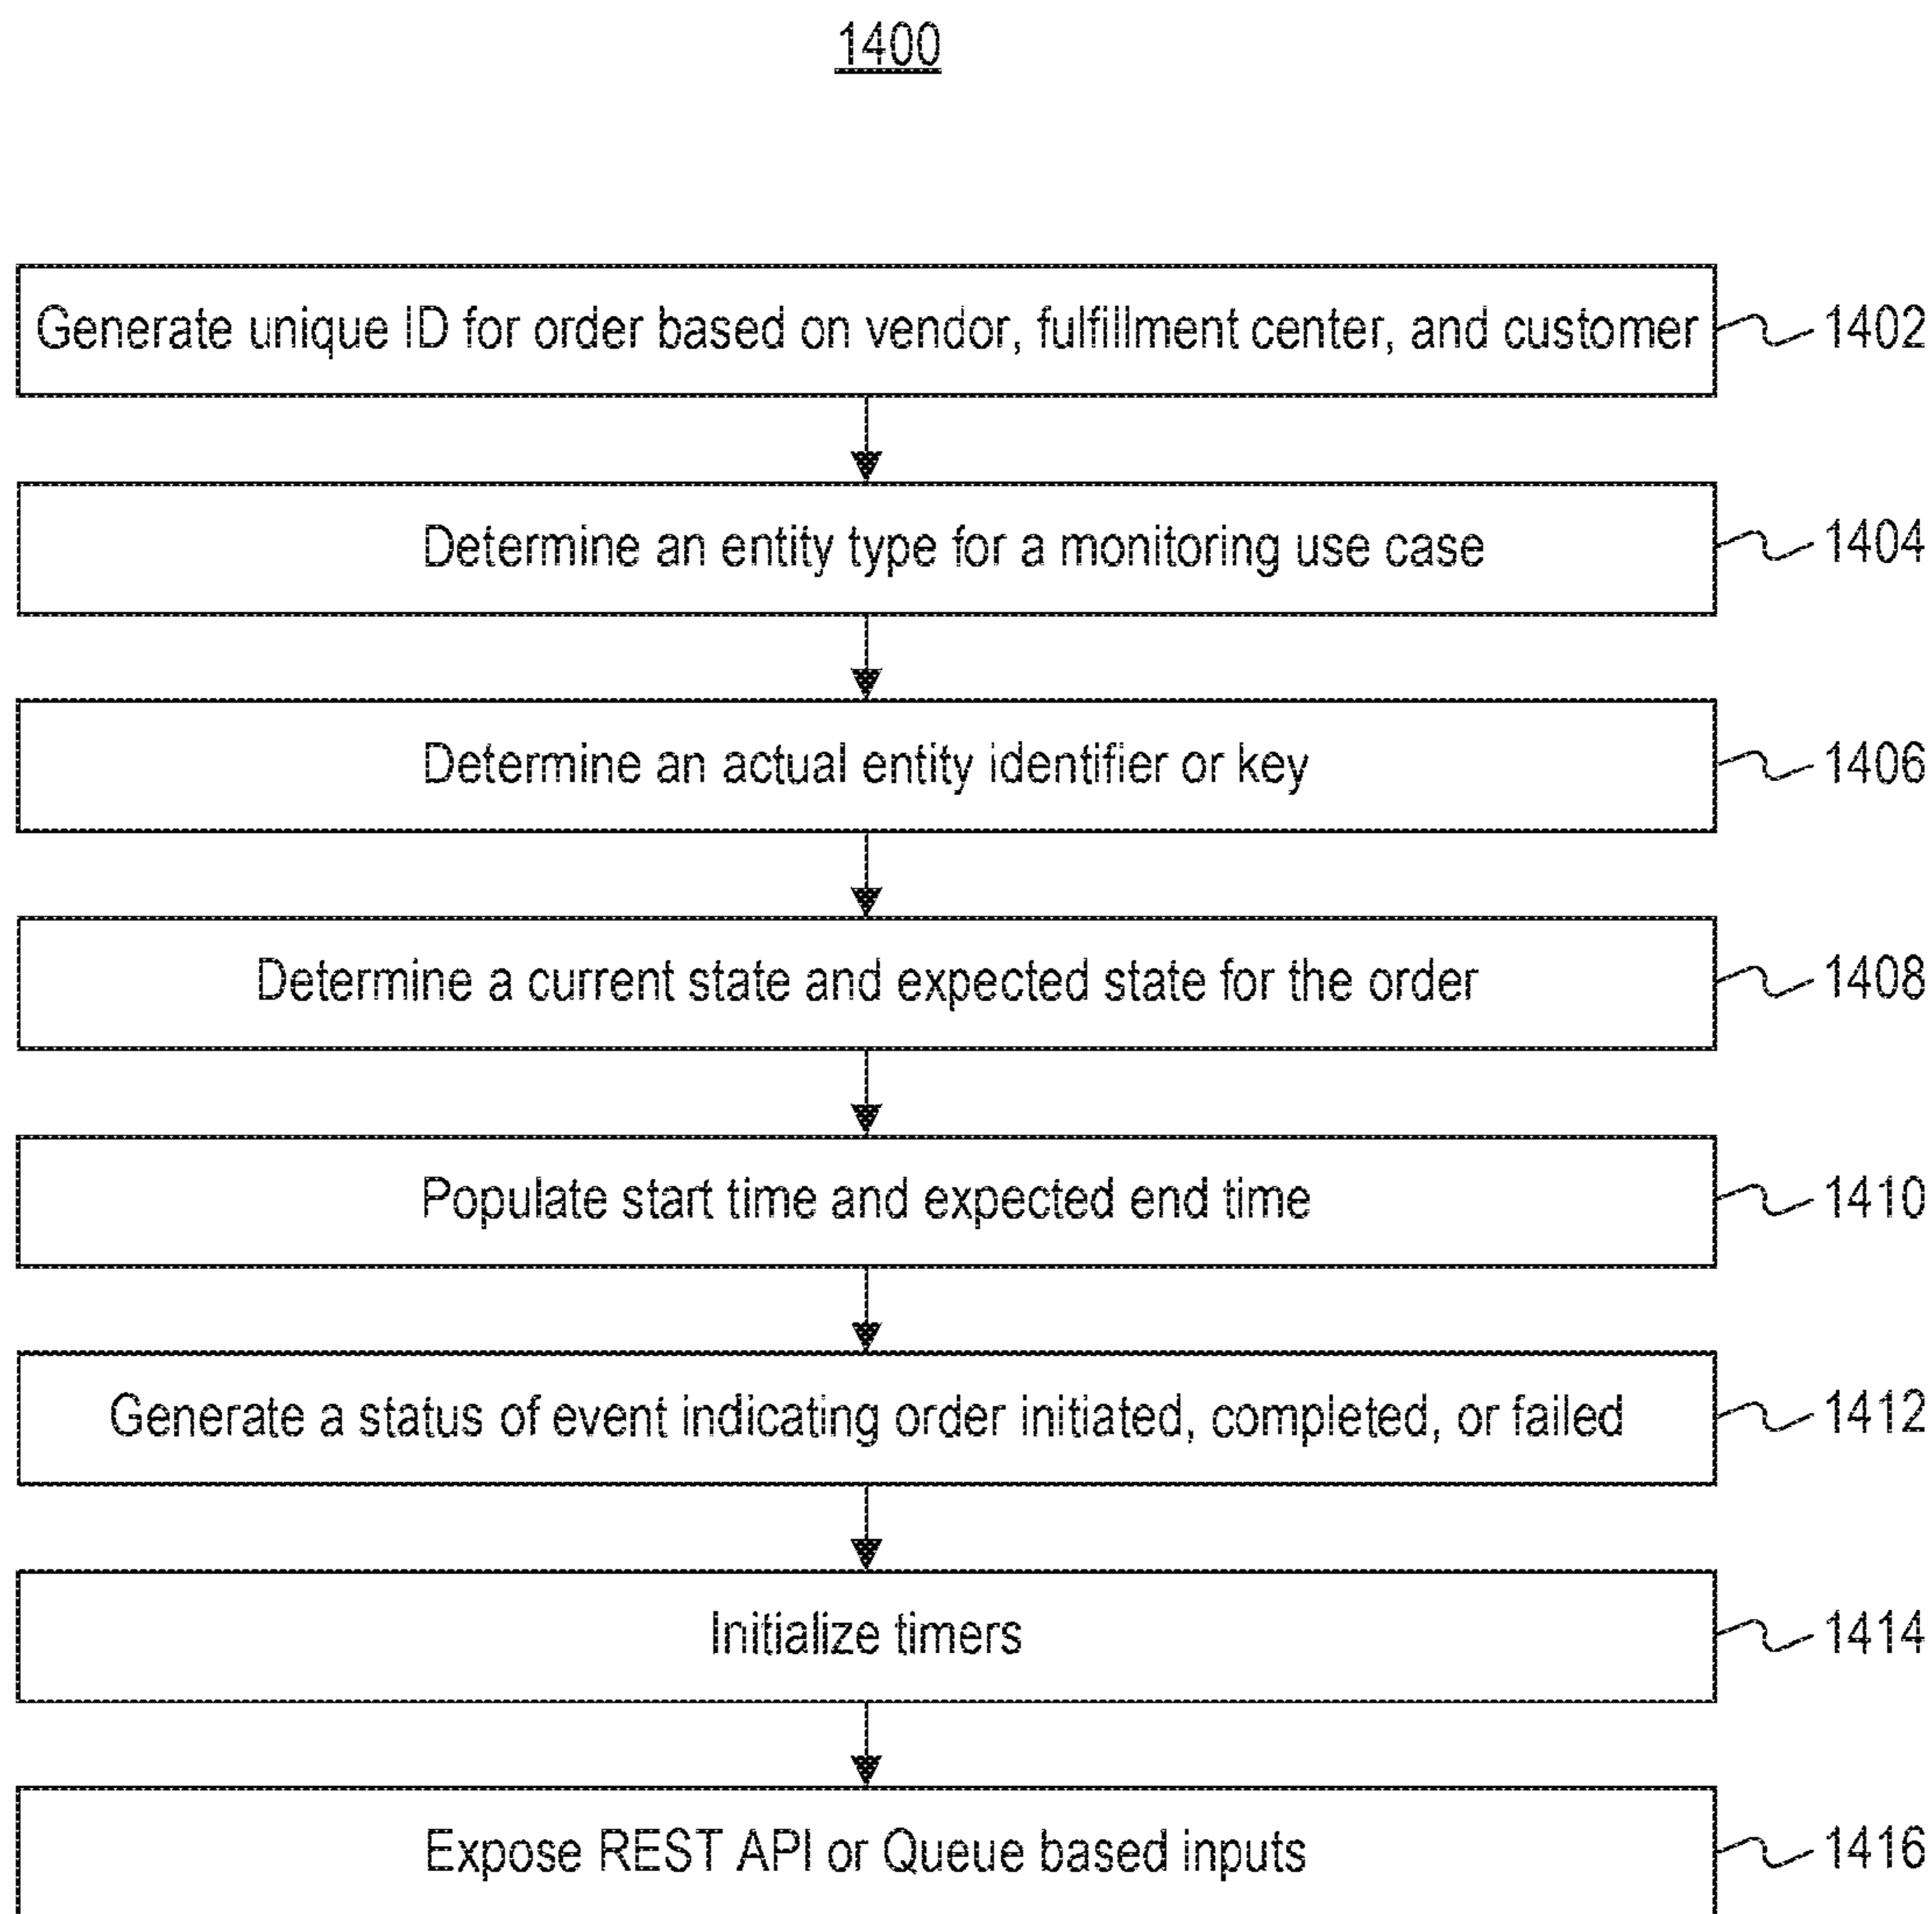 1400
Generate unique ID for order based on vendor, fulfillment center, and customer
1402
Determine an entity type for a monitoring use case
1404
Determine an actual entity identifier or key
1406
Determine a current state and expected state for the order
1408
Populate start time and expected end time
1410
Generate a status of event indicating order initiated, completed, or failed
1412
Initialize timers
1414
Expose REST API or Queue based inputs
1416